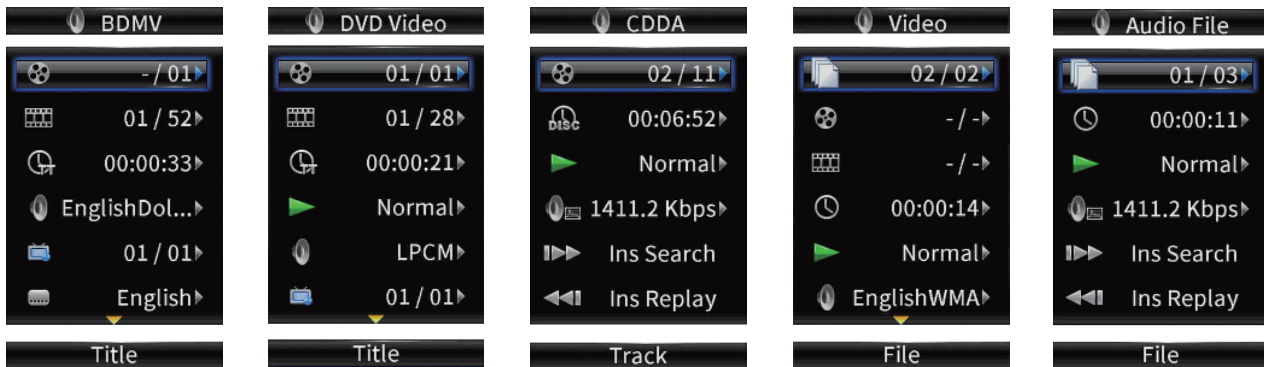 BDMV
- / 01
01 / 52
00:00:33
EnglishDol...
01 / 01
English
Title
DVD Video
01 / 01
01 / 28
00:00:21
Normal
LPCM
01 / 01
Title
CDDA
02 / 11
DISC
00:06:52
Normal
1411.2 Kbps
Ins Search
Ins Replay
Track
Video
02 / 02
- / -
- / -
00:00:14
Normal
EnglishWMA
File
Audio File
01 / 03
00:00:11
Normal
1411.2 Kbps
Ins Search
Ins Replay
File